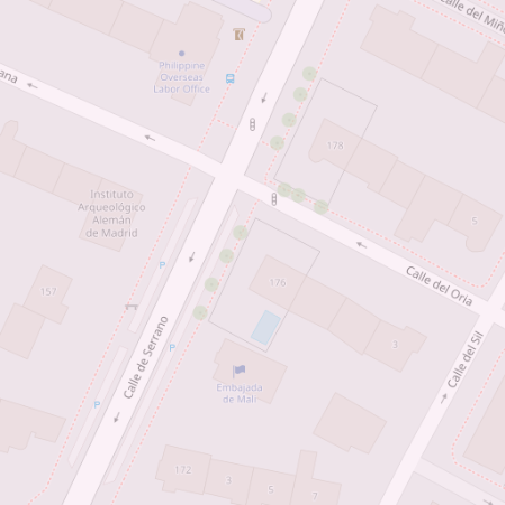 Calle del Miño
Philippine
Overseas
Labor Office
ana
178
Instituto
Arqueológico
Alemán
de Madrid
5
Calle del Oria
176
157
P
3
Calle del Sil
Calle de Serrano
P
Embajada
de Mali
P
172
3
5
7